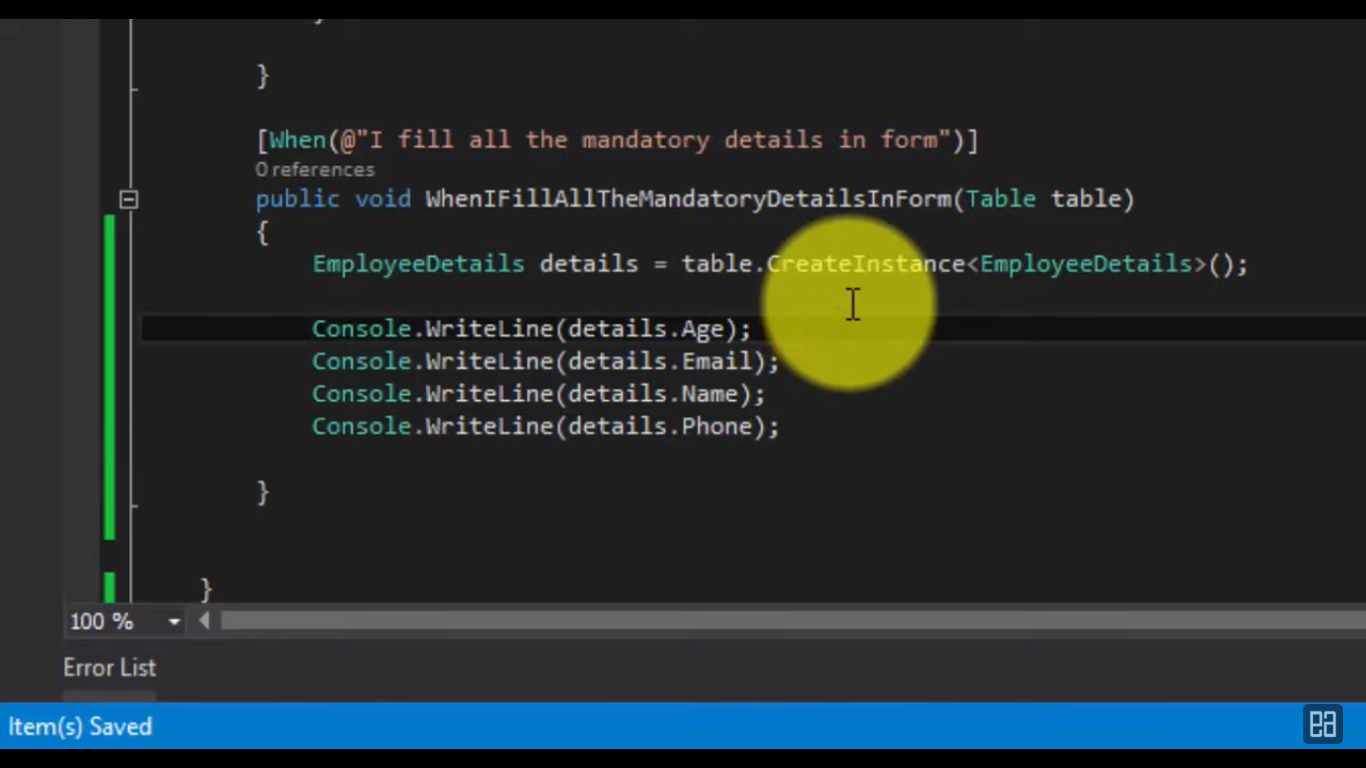 }
[When(@"I fill all the mandatory details in form")]
0 references
public void WhenIFillAllTheMandatoryDetailsInForm(Table table)
{
EmployeeDetails details = table.CreateInstance<EmployeeDetails>();
Console.WriteLine(details.Age);
Console.WriteLine(details.Email);
Console.WriteLine(details.Name);
Console.WriteLine(details.Phone);
}
}
100 %
Error List
Item(s) Saved
ea